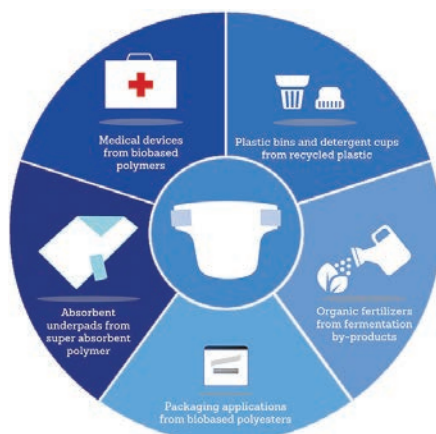 Medical devices
from biobased
polymers
Plastic bins and detergent cups
from recycled plastic
Absorbent
underpads from
super absorbent
polymer
Organic fertilizers
from fermentation
by-products
Packaging applications
from biobased polyesters